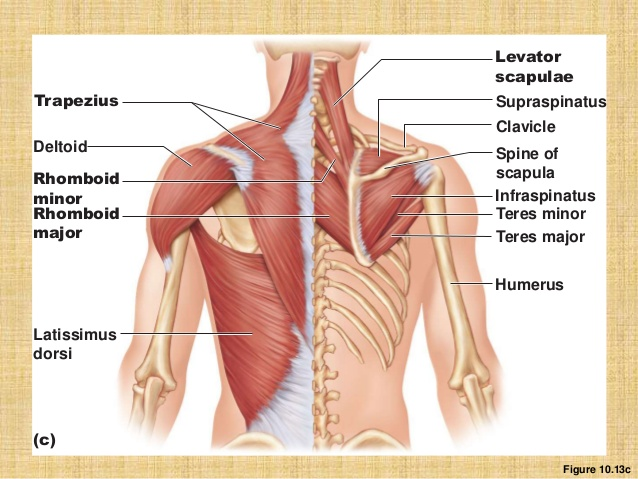 Trapezius
Deltoid
Rhomboid
minor
Rhomboid
major
Latissimus
dorsi
(c)
Levator
scapulae
Supraspinatus
Clavicle
Spine of
scapula
Infraspinatus
Teres minor
Teres major
Humerus
Figure 10.13c